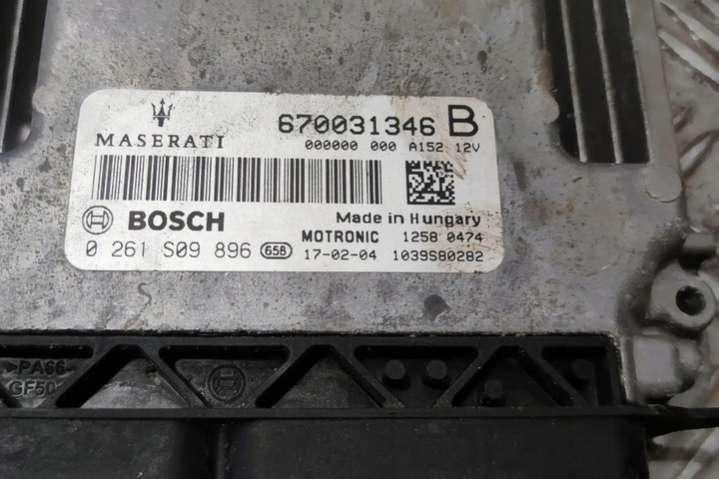 670031346 B
MASERATI
000000 000 A152 12V
BOSCH
Made in Hungary
MOTRONIC 1258 0474
0 261 S09 896 65B 17-02-04 1039S80282
>PA66-
GF50